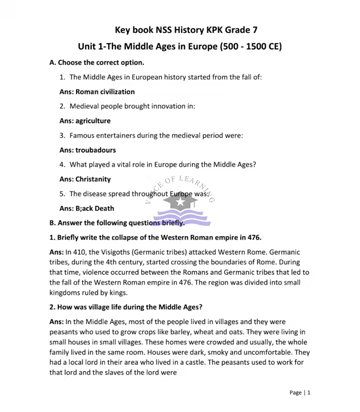 Key book NSS History KPK Grade 7
Unit 1-The Middle Ages in Europe (500 - 1500 CE)
A. Choose the correct option.
1. The Middle Ages in European history started from the fall of:
Ans: Roman civilization
2. Medieval people brought innovation in:
Ans: agriculture
3. Famous entertainers during the medieval period were:
Ans: troubadours
4. What played a vital role in Europe during the Middle Ages?
Ans: Christanity
5. The disease spread throughout Europe was:
Ans: B;ack Death
VOICE OF LEARNING
B. Answer the following questions briefly.
1. Briefly write the collapse of the Western Roman empire in 476.
Ans: In 410, the Visigoths (Germanic tribes) attacked Western Rome. Germanic
tribes, during the 4th century, started crossing the boundaries of Rome. During
that time, violence occurred between the Romans and Germanic tribes that led to
the fall of the Western Roman empire in 476. The region was divided into small
kingdoms ruled by kings.
2. How was village life during the Middle Ages?
Ans: In the Middle Ages, most of the people lived in villages and they were
peasants who used to grow crops like barley, wheat and oats. They were living in
small houses in small villages. These homes were crowded and usually, the whole
family lived in the same room. Houses were dark, smoky and uncomfortable. They
had a local lord in their area who lived in a castle. The peasants used to work for
that lord and the slaves of the lord were
Page | 1